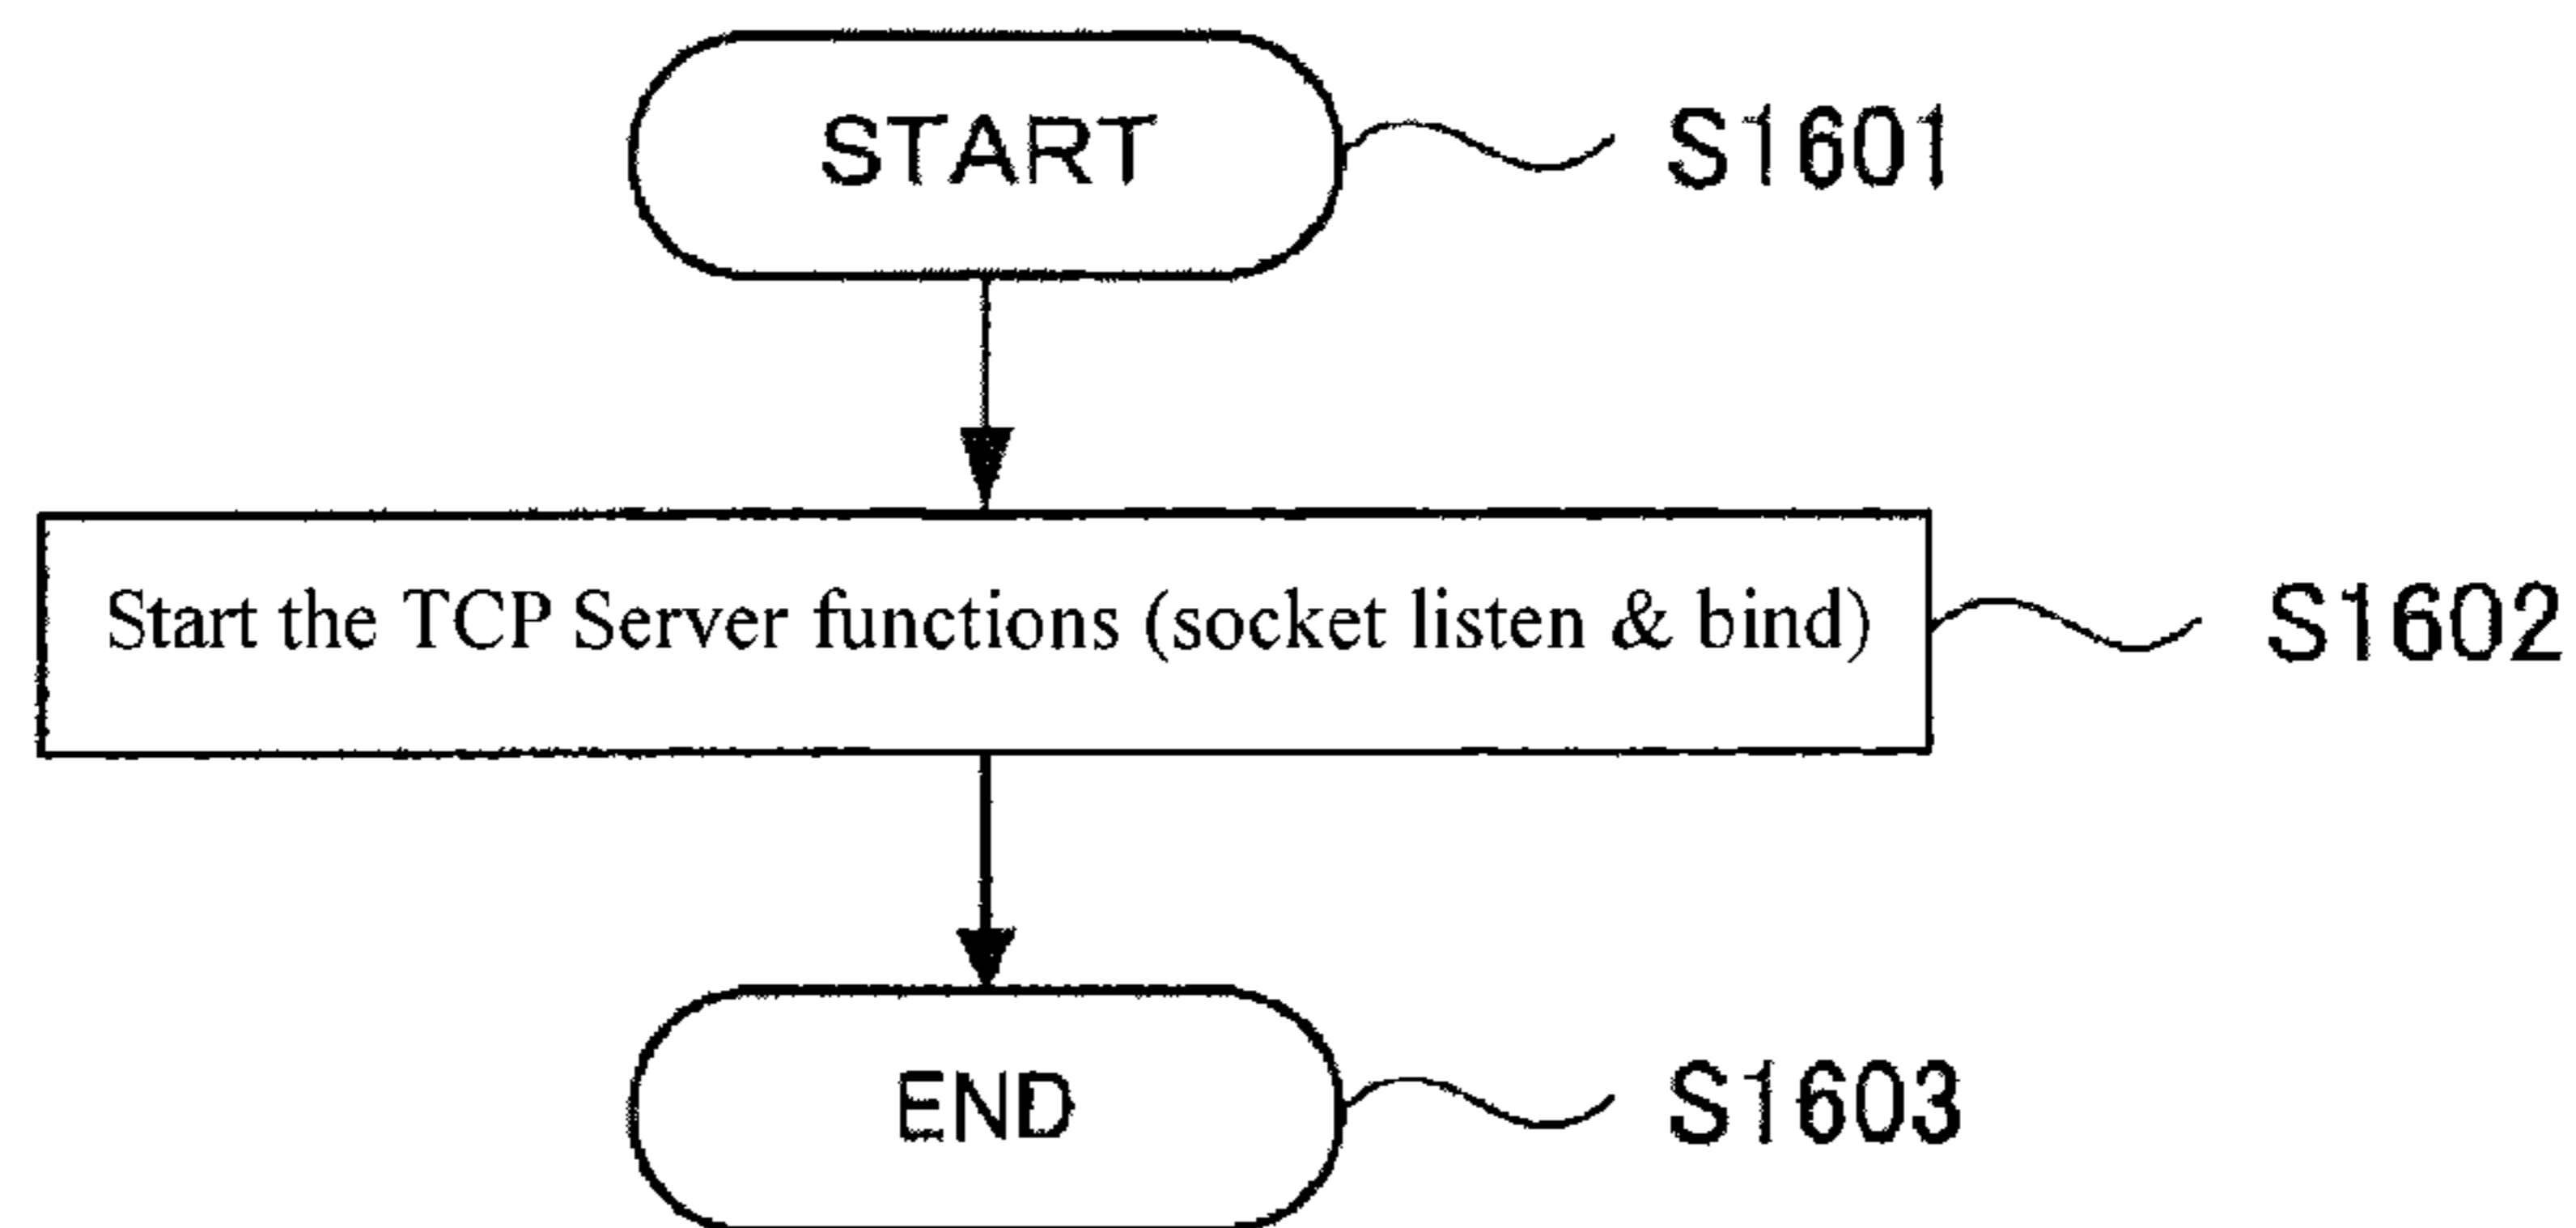 START
S1601
Start the TCP Server functions (socket listen & bind)
S1602
END
S1603